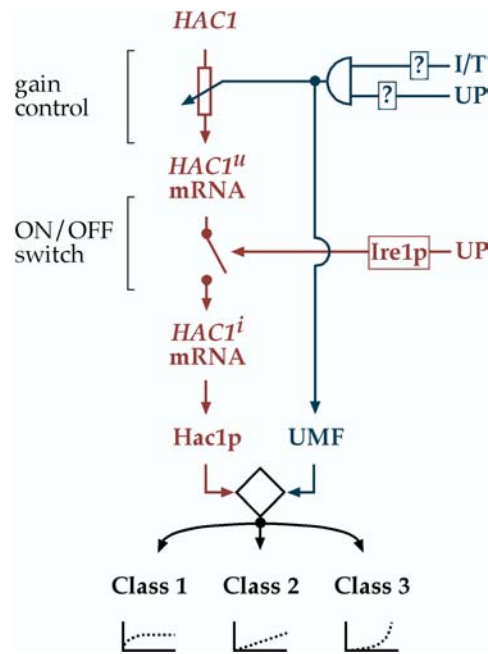 HAC1
gain
control
?
I/T
?
UP
HAC1ᵘ
mRNA
ON/OFF
switch
Ire1p
UP
HAC1ⁱ
mRNA
Hac1p
UMF
Class 1
Class 2
Class 3